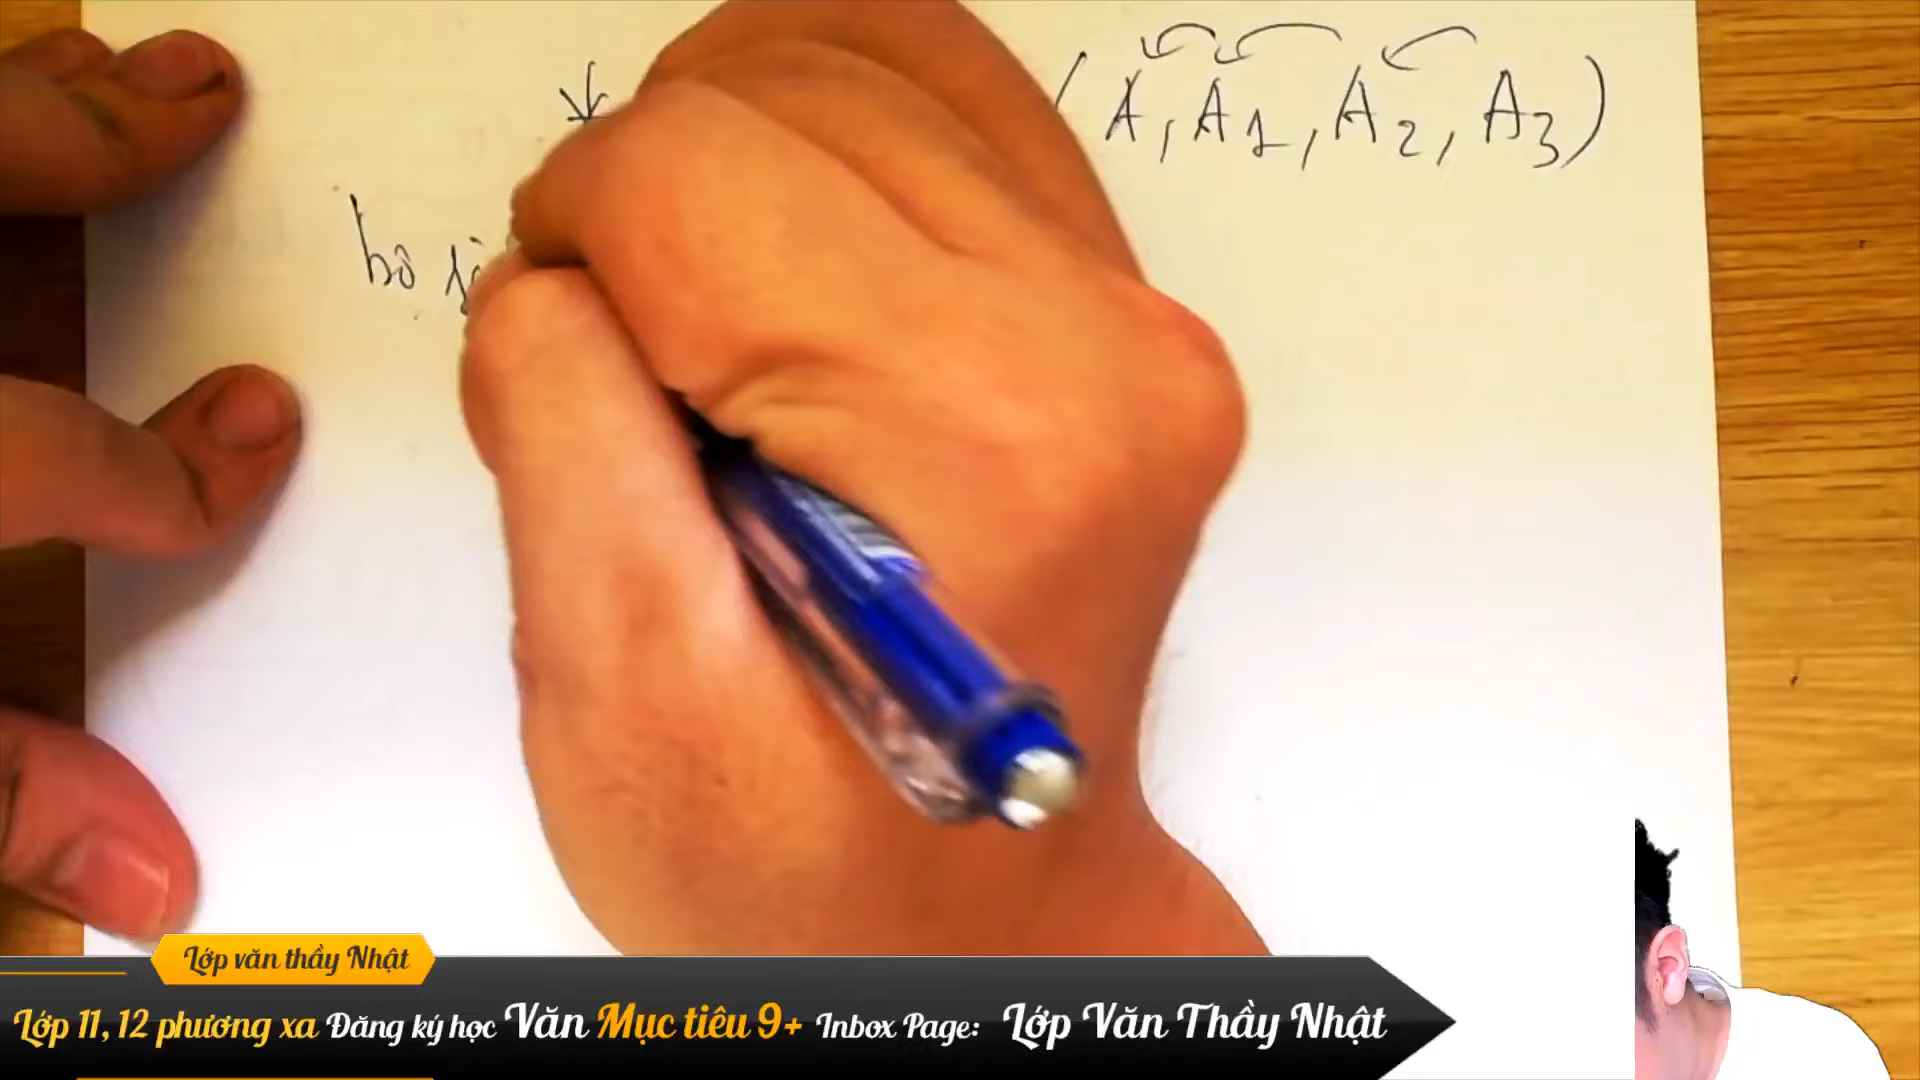 (A, A1, A2, A3)
bô
Lớp văn thầy Nhật
Lớp 11, 12 phương xa Đăng ký học Văn Mục tiêu 9+ Inbox Page: Lớp Văn Thầy Nhật